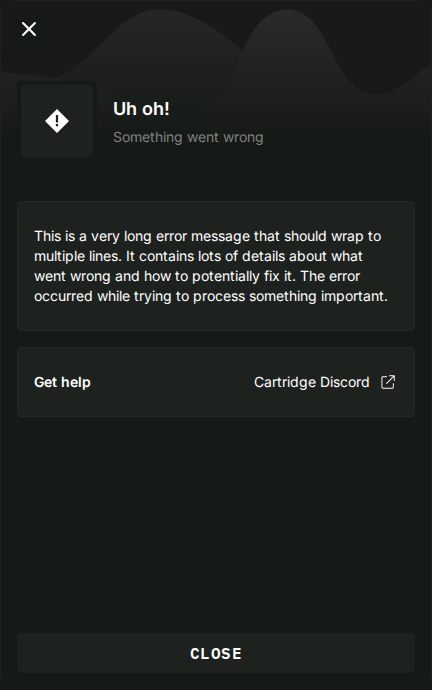 Uh oh!
Something went wrong
This is a very long error message that should wrap to
multiple lines. It contains lots of details about what
went wrong and how to potentially fix it. The error
occurred while trying to process something important.
Get help
Cartridge Discord
CLOSE